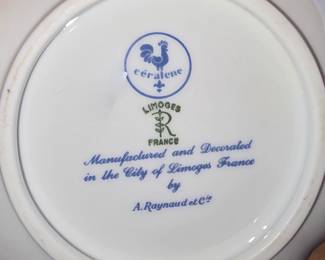 céralene
LIMOGES
R
FRANCE
Manufactured and Decorated
in the City of Limoges France
by
A. Raynaud et Cie